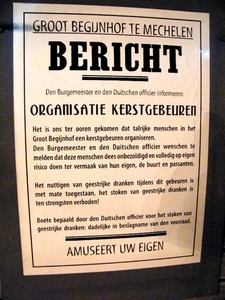 GROOT BEGIJNHOF TE MECHELEN
BERICHT
Den Burgemeester en den Duitschen officier informeren:
ORGANISATIE KERSTGEBEUREN
Het is ons ter ooren gekomen dat talrijke menschen in het
Groot Begijnhof een kerstgebeuren organiseren.
Den Burgemeester en den Duitschen officier wenschen te
melden dat deze menschen dees onbezoldigd en volledig op eigen
risico doen ter vermaak van hun eigen, de buurt en passanten.
Het nuttigen van geestrijke dranken tijdens dit gebeuren is
met mate toegestaan, het stoken van geestrijke dranken is
ten strengsten verboden!
Boete bepaald door den Duitschen officier voor het stoken van
geestrijke dranken: dadelijke in beslagname van den voorraad.
AMUSEERT UW EIGEN